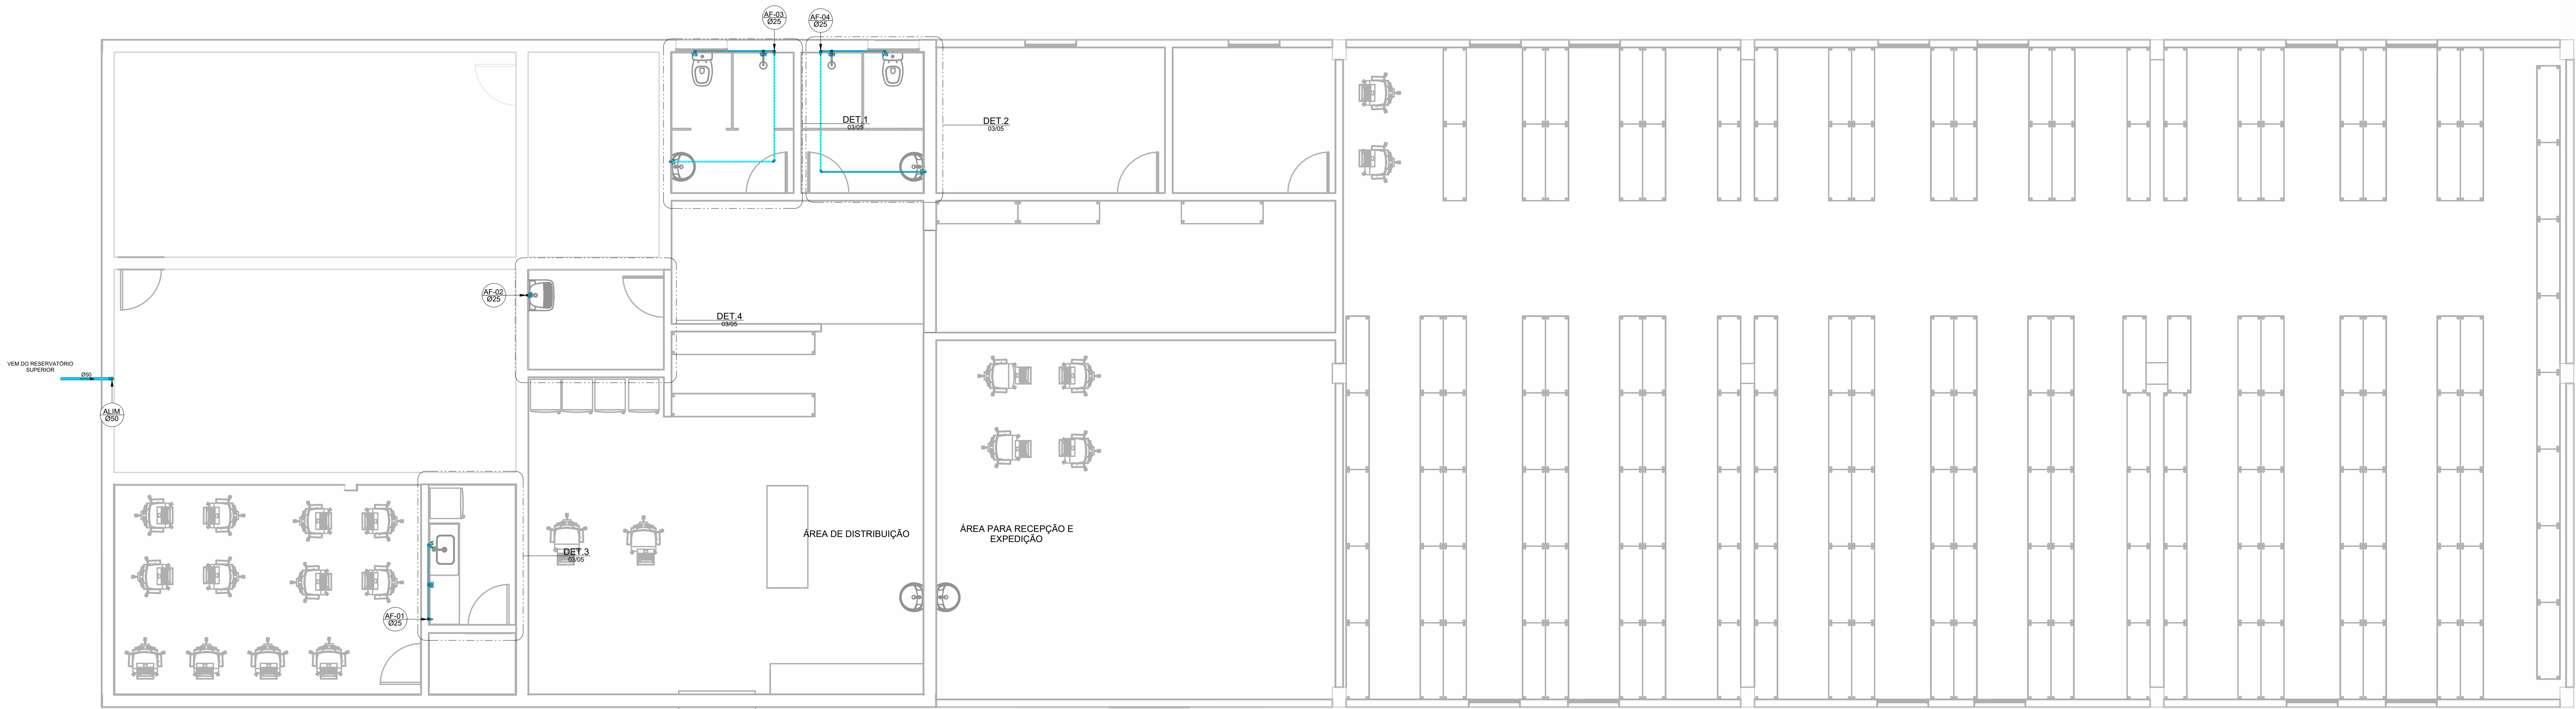 AF-03
Ø25
AF-04
Ø25
DET.1
03/05
DET.2
03/05
AF-02
Ø25
DET.4
03/05
VEM DO RESERVATÓRIO
SUPERIOR
Ø50
ALIM
Ø50
ÁREA DE DISTRIBUIÇÃO
ÁREA PARA RECEPÇÃO E
EXPEDIÇÃO
DET.3
03/05
AF-01
Ø25